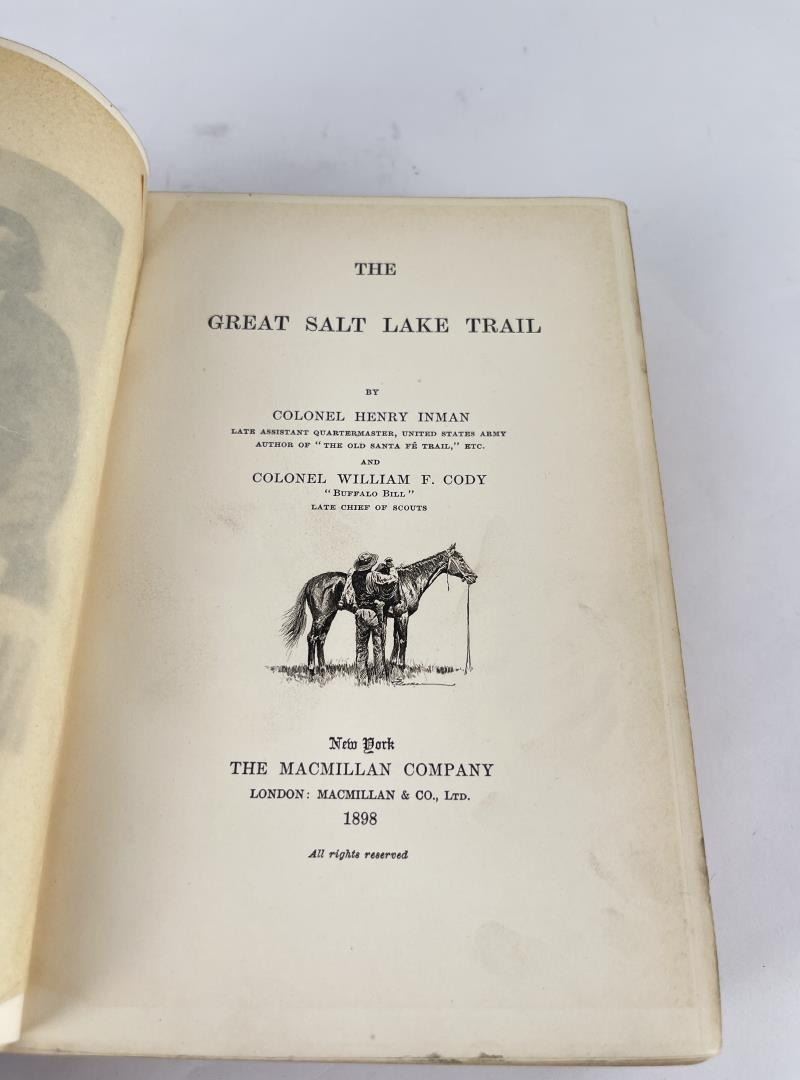 THE
GREAT SALT LAKE TRAIL
BY
COLONEL HENRY INMAN
LATE ASSISTANT QUARTERMASTER, UNITED STATES ARMY
AUTHOR OF "THE OLD SANTA FÉ TRAIL," ETC.
AND
COLONEL WILLIAM F. CODY
"BUFFALO BILL"
LATE CHIEF OF SCOUTS
New York
THE MACMILLAN COMPANY
LONDON: MACMILLAN & CO., LTD.
1898
All rights reserved